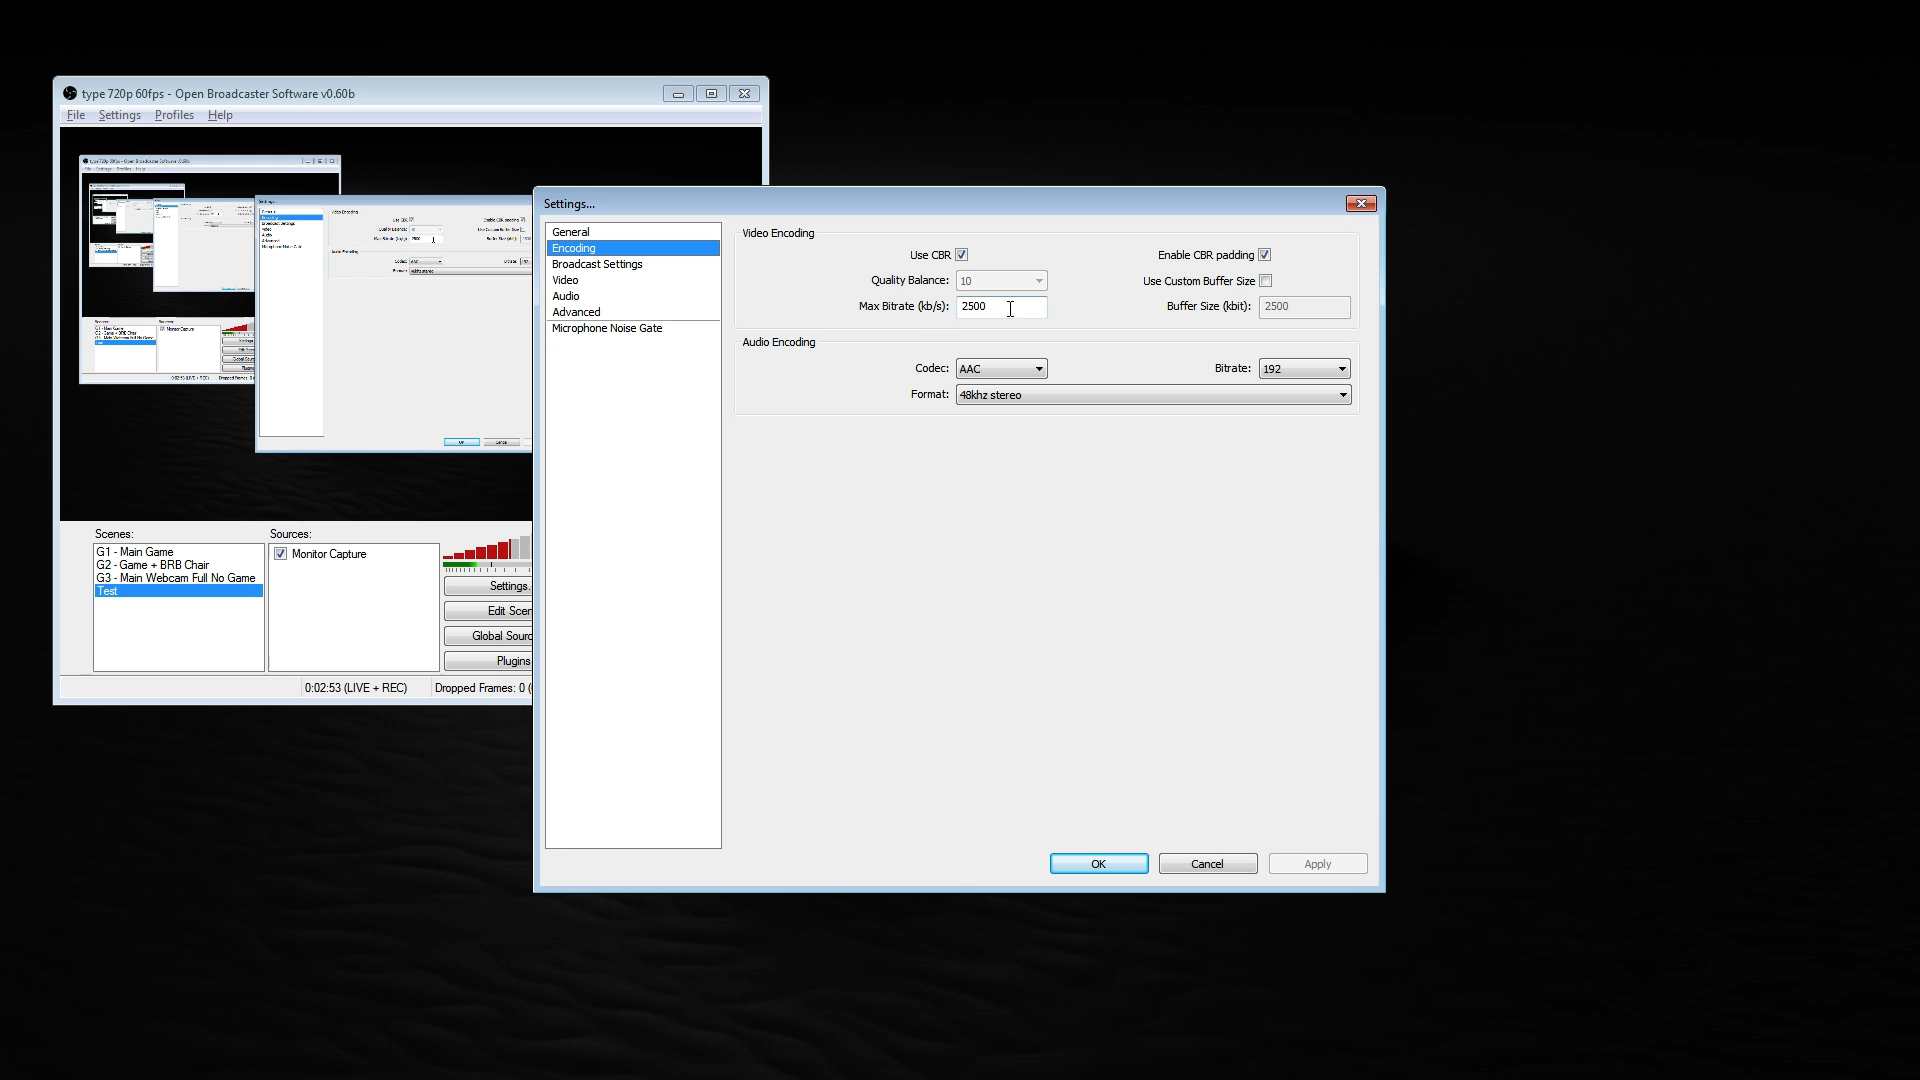 type 720p 60fps - Open Broadcaster Software v0.60b
File Settings Profiles Help
Settings...
General
Encoding
Broadcast Settings
Video
Audio
Advanced
Microphone Noise Gate
Video Encoding
Use CBR Enable CBR padding
Quality Balance: 10 Use Custom Buffer Size
Max Bitrate (kb/s): 2500 Buffer Size (kbit): 2500
Audio Encoding
Codec: AAC Bitrate: 192
Format: 48khz stereo
OK Cancel Apply
Scenes: Sources:
G1 - Main Game
G2 - Game + BRB Chair
G3 - Main Webcam Full No Game
Test
Monitor Capture
Settings.
Edit Scen
Global Sourc
Plugins
0:02:53 (LIVE + REC) Dropped Frames: 0 (